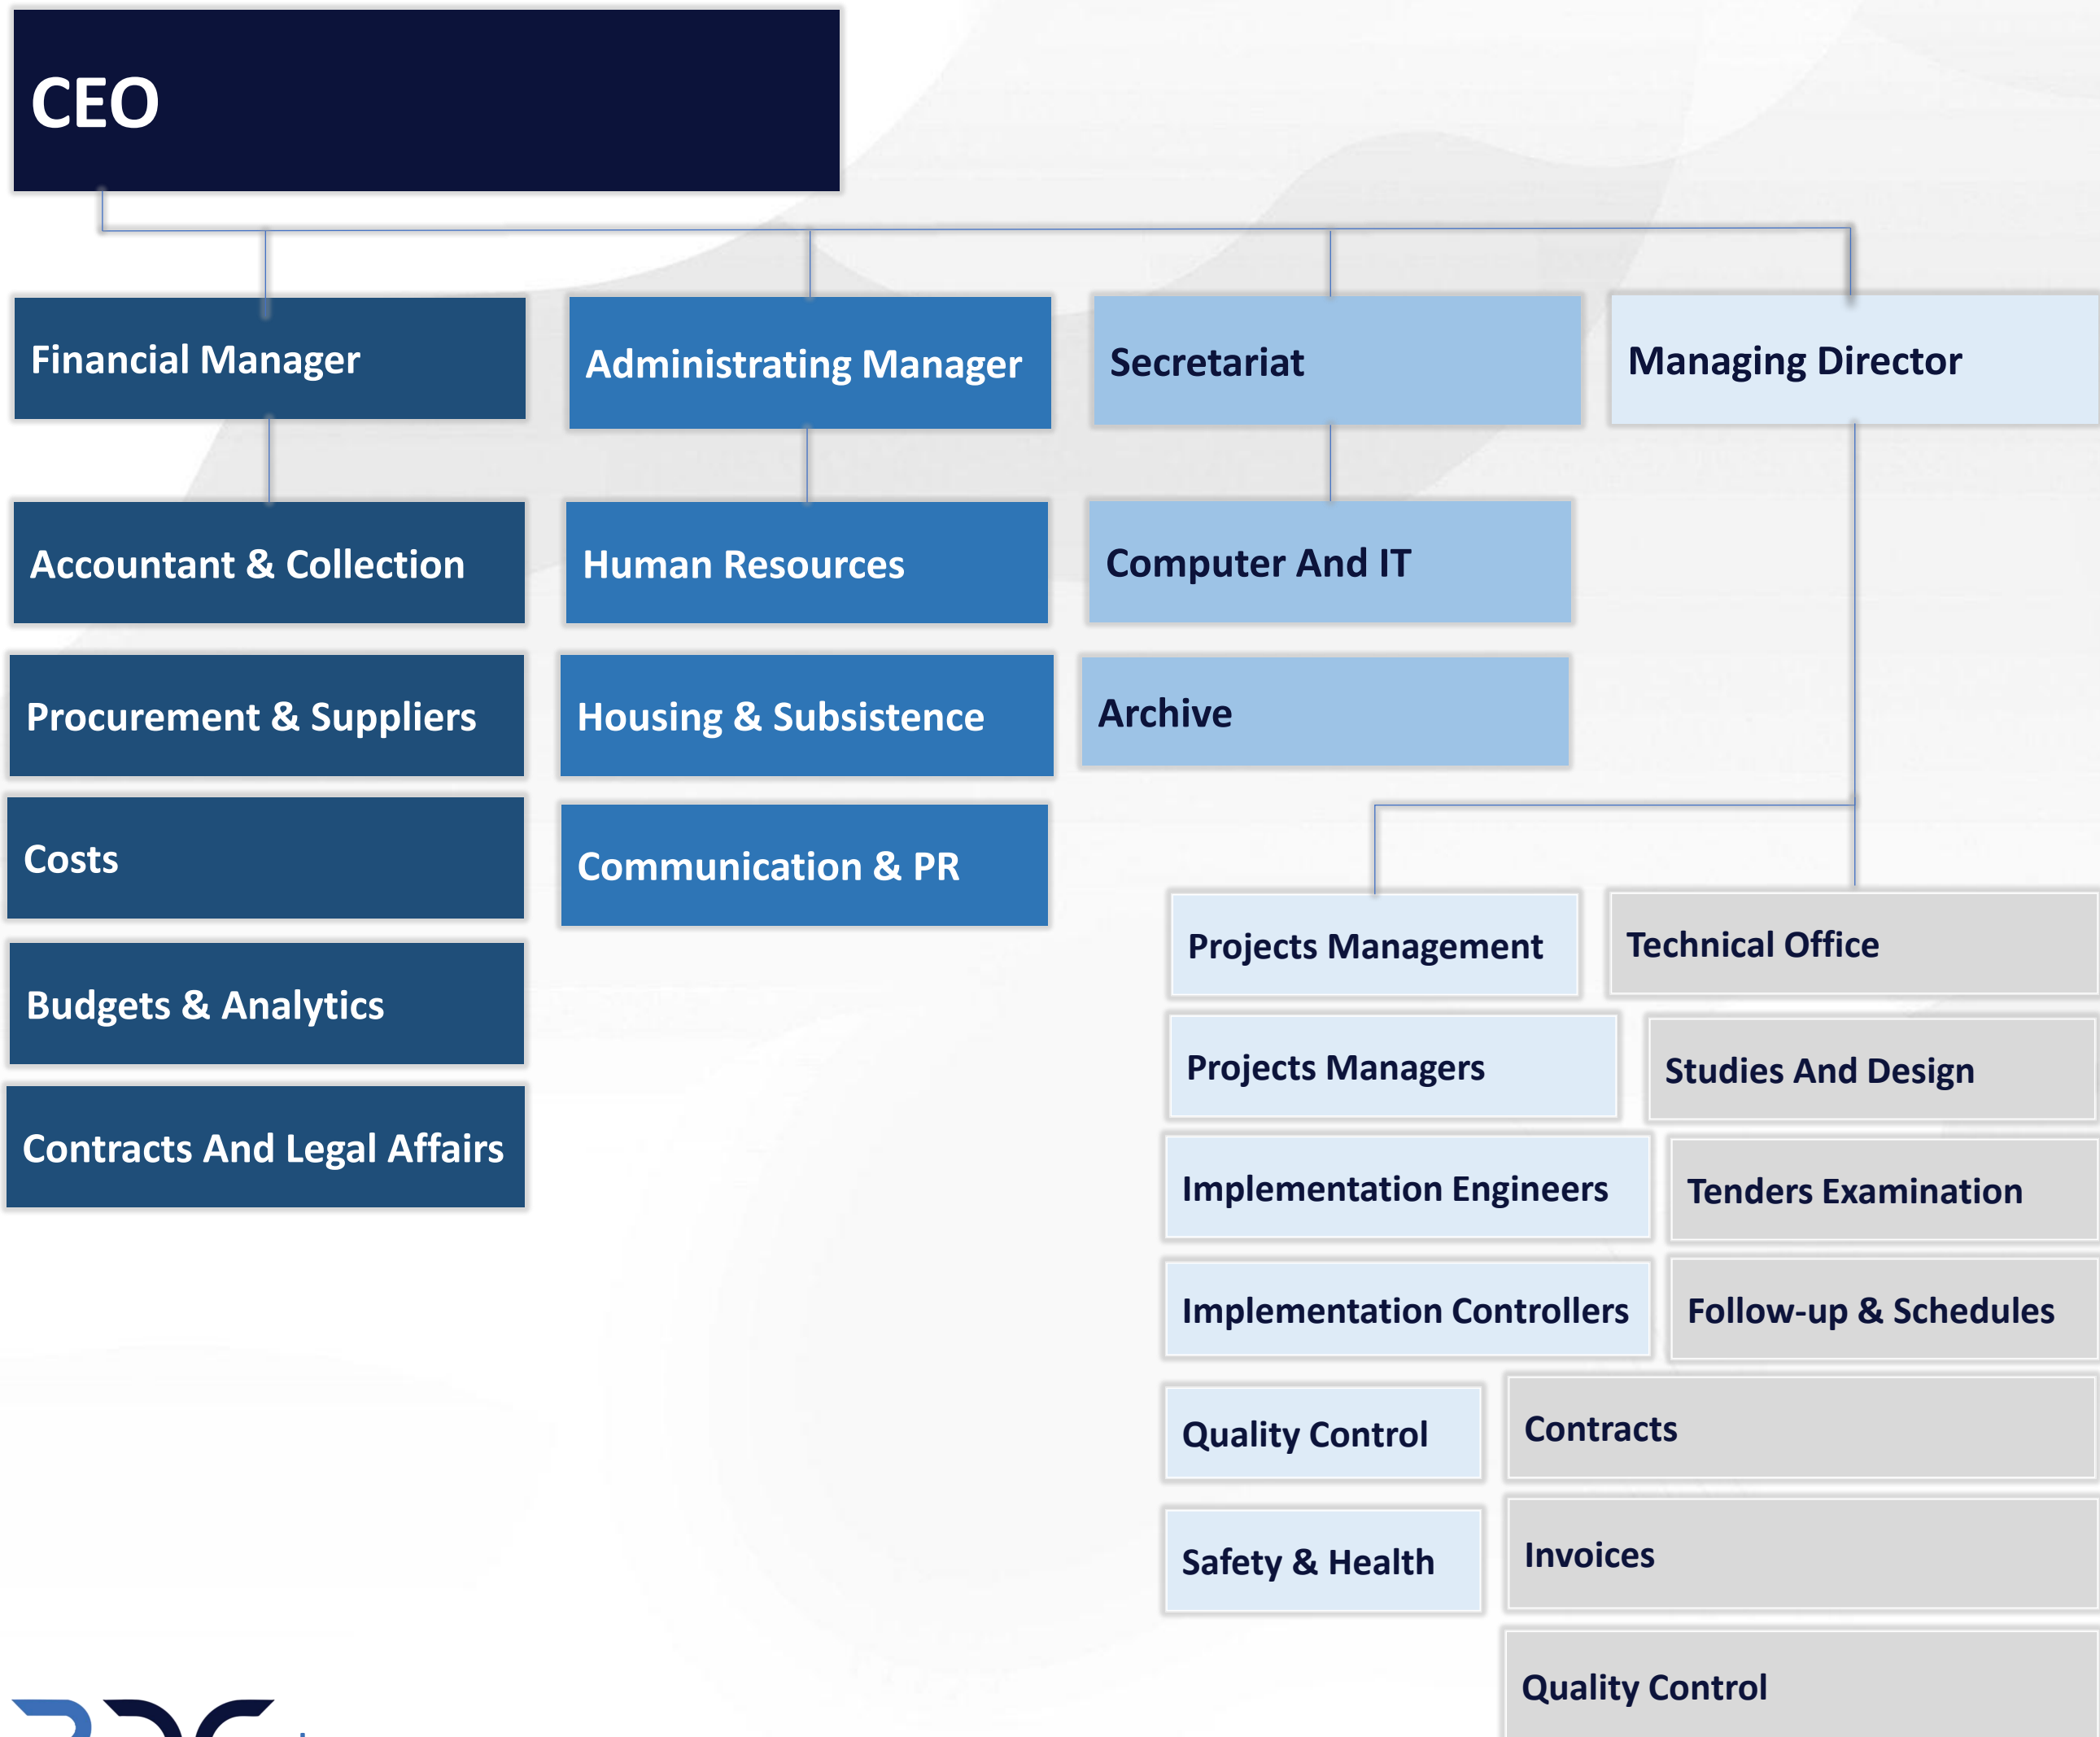 CEO
Financial Manager
Administrating Manager
Secretariat
Managing Director
Accountant & Collection
Human Resources
Computer And IT
Procurement & Suppliers
Housing & Subsistence
Archive
Costs
Communication & PR
Budgets & Analytics
Contracts And Legal Affairs
Projects Management
Technical Office
Projects Managers
Studies And Design
Implementation Engineers
Tenders Examination
Implementation Controllers
Follow-up & Schedules
Quality Control
Contracts
Safety & Health
Invoices
Quality Control